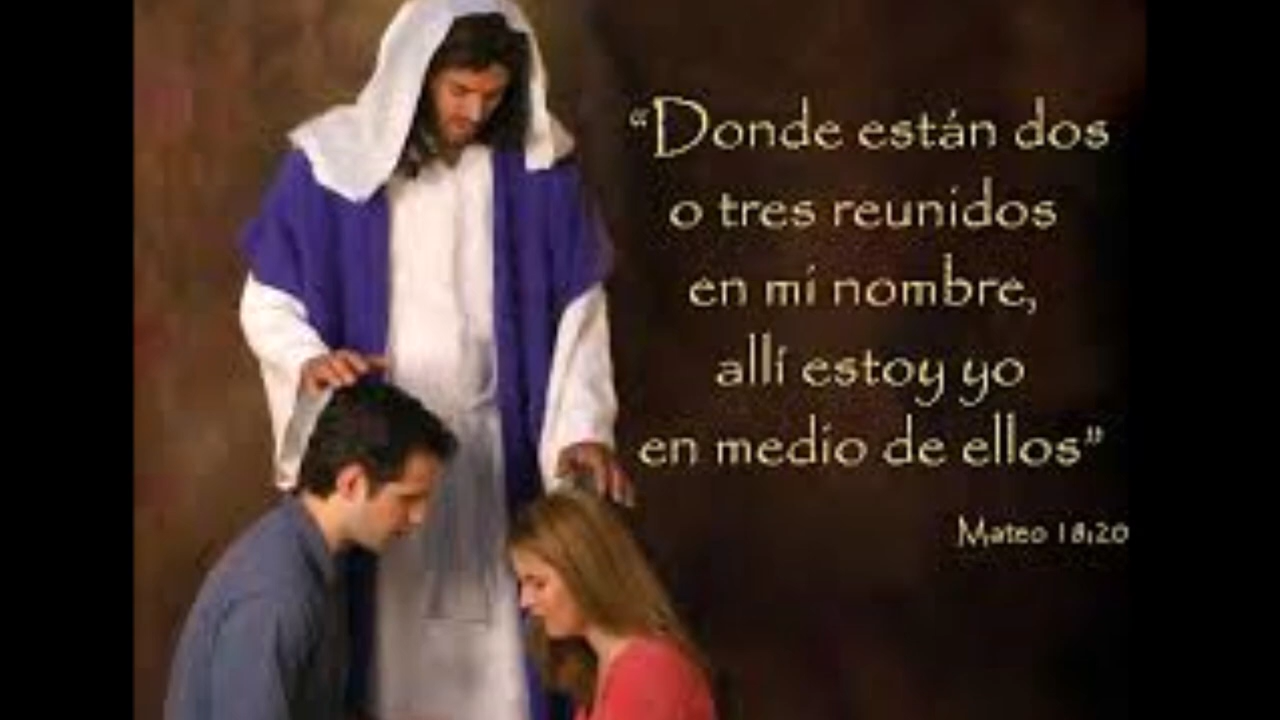 “Donde están dos
o tres reunidos
en mi nombre,
allí estoy yo
en medio de ellos”
Mateo 18:20